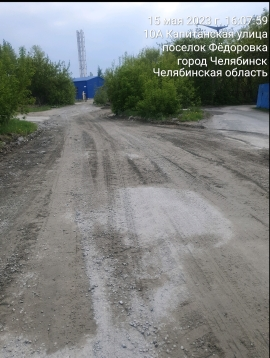 15 мая 2023 г. 16:07:59
10А Капитанская улица
поселок Фёдоровка
город Челябинск
Челябинская область